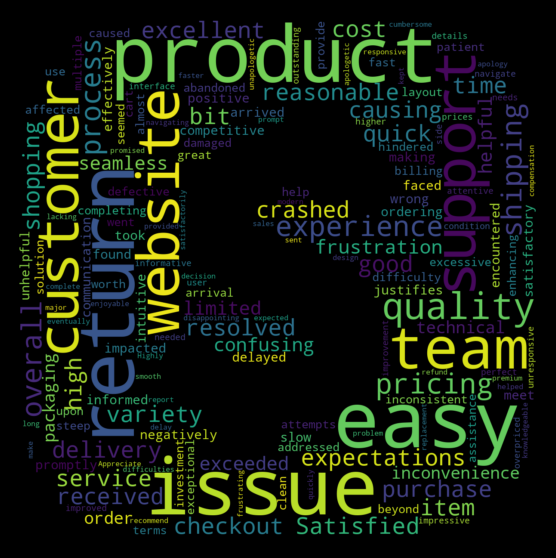 cumbersome
caused
excellent
cost
provide
details
product
outstanding
unapologetic
apologetic
responsive
patient
multiple
use
interface
faster
abandoned
reasonable
fast
layout
time
apology
navigate
process
effectively
almost
cart
positive
arrived
causing
kept
needs
affected
seemed
navigating
bit
competitive
quick
higher
prices
helpful
shipping
shopping
customer
promised
prompt
damaged
hindered
side
support
seamless
great
making
billing
attentive
compensation
defective
website
help
faced
wrong
completing
went
crashed
ordering
encountered
enhancing
satisfactory
lacking
took
provided
satisfactorily
sales
sent
experience
condition
unhelpful
solution
communication
found
informative
frustration
excessive
complete
worth
intuitive
decision
user
modern
design
good
difficulty
major
arrival
limited
disappointing
expected
justifies
technical
eventually
enjoyable
return
impacted
needed
resolved
confusing
quality
unresponsive
overall
packaging
high
Highly
delayed
improvement
team
smooth
refund
perfect
premium
informed
inconsistent
helped
pricing
meet
long
upon
steep
report
variety
attempts
easy
negatively
delay
slow
problem
replacement
assistance
overpriced
knowledgeable
addressed
make
delivery
Appreciate
investment
exceptional
exceeded
expectations
promptly
difficulties
frustrating
quickly
inconvenience
service
issue
clean
beyond
impressive
received
improved
purchase
order
recommend
item
terms
checkout
Satisfied